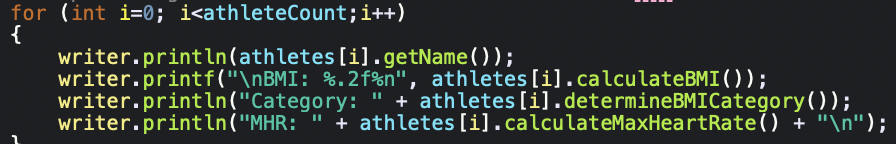 for (int i=0; i<athleteCount;i++)
{
writer.println(athletes[i].getName());
writer.printf("\nBMI: %.2f%n", athletes[i].calculateBMI());
writer.println("Category: " + athletes[i].determineBMICategory());
writer.println("MHR: " + athletes[i].calculateMaxHeartRate() + "\n");
}